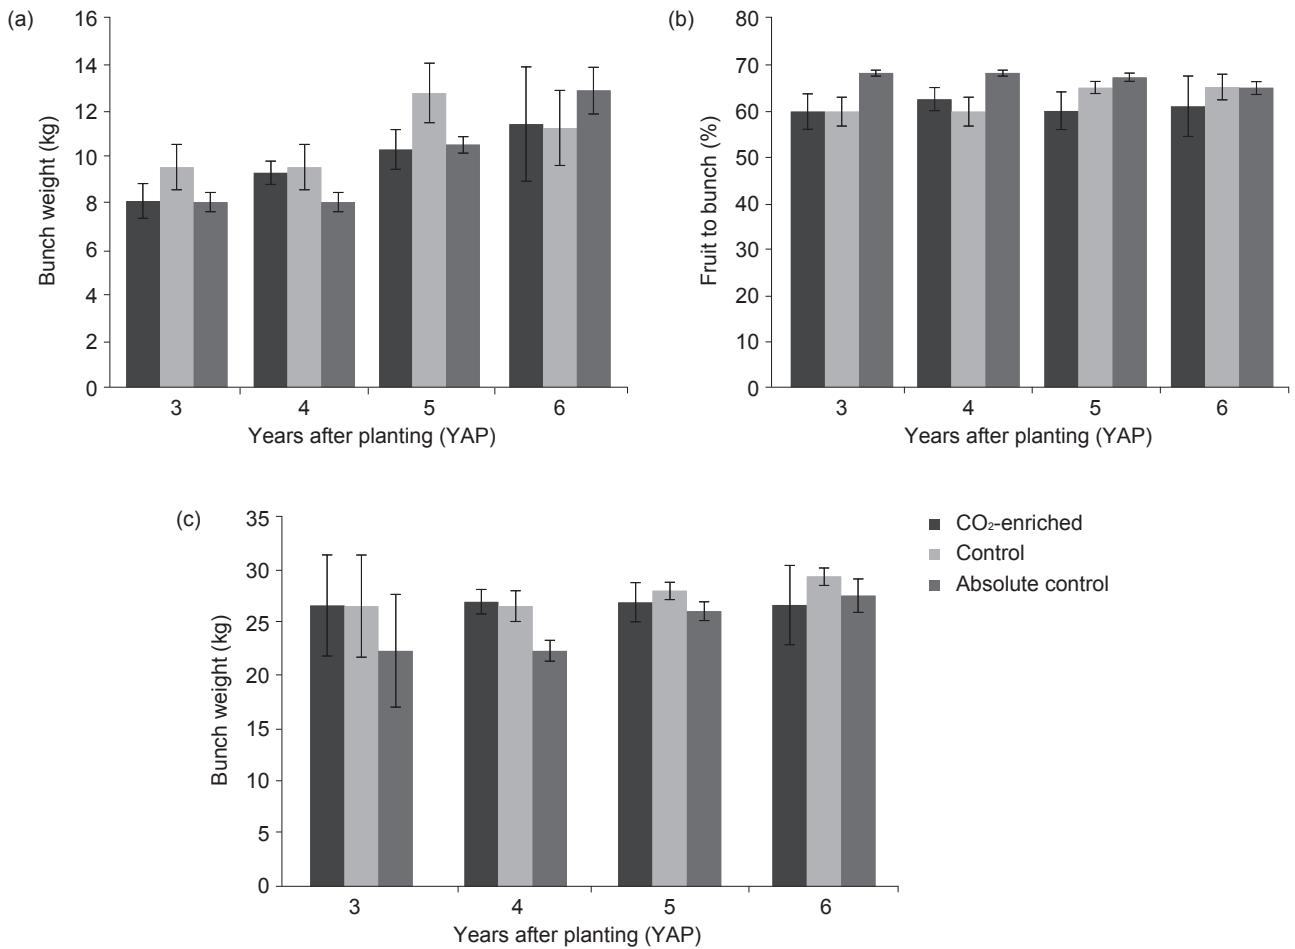 (a)
Bunch weight (kg)
16
14
12
10
8
6
4
2
0
3 4 5 6
Years after planting (YAP)
(b)
Fruit to bunch (%)
80
70
60
50
40
30
20
10
0
3 4 5 6
Years after planting (YAP)
(c)
Bunch weight (kg)
35
30
25
20
15
10
5
0
3 4 5 6
Years after planting (YAP)
CO₂-enriched
Control
Absolute control